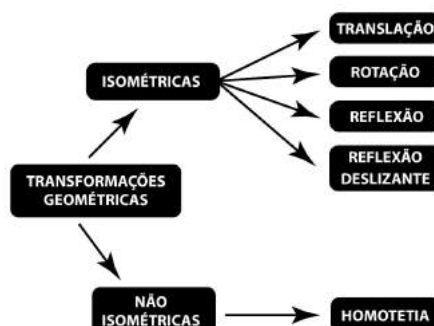 TRANSLAÇÃO
ISOMÉTRICAS
ROTAÇÃO
REFLEXÃO
REFLEXÃO
DESLIZANTE
TRANSFORMAÇÕES
GEOMÉTRICAS
NÃO
ISOMÉTRICAS
HOMOTETIA